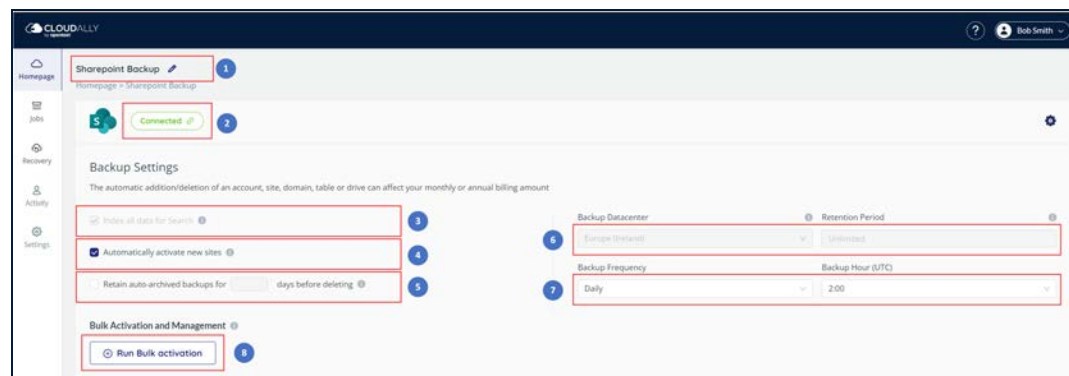 CLOUDALLY
by opentext
?
Bob Smith
Homepage
Jobs
Recovery
Activity
Settings
Sharepoint Backup
1
Homepage > Sharepoint Backup
S
Connected
2
Backup Settings
The automatic addition/deletion of an account, site, domain, table or drive can affect your monthly or annual billing amount
Index all data for Search
3
Automatically activate new sites
4
Retain auto-archived backups for days before deleting
5
Backup Datacenter
Retention Period
6
Europe (Ireland)
Unlimited
Backup Frequency
Backup Hour (UTC)
7
Daily
2:00
Bulk Activation and Management
Run Bulk activation
8